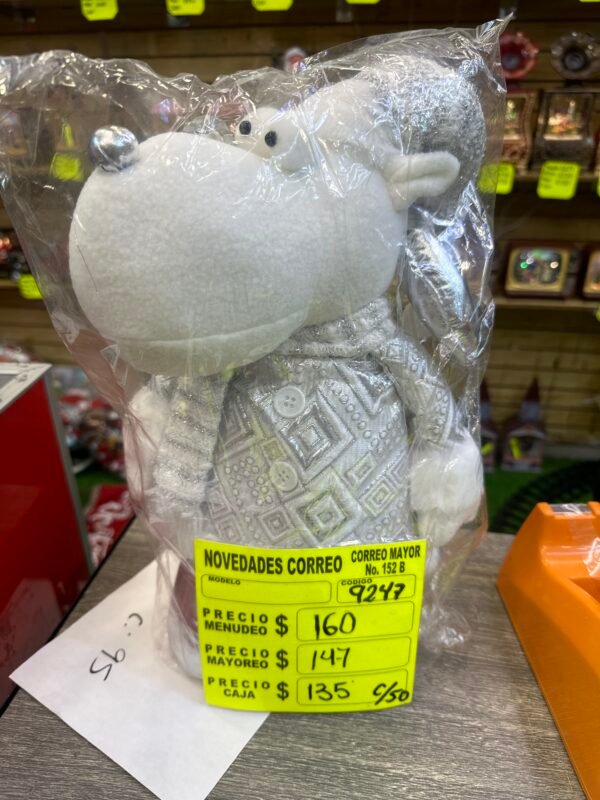 NOVEDADES CORREO
CORREO MAYOR
No. 152 B
MODELO
CODIGO
9247
PRECIO MENUDEO $ 160
PRECIO MAYOREO $ 147
PRECIO CAJA $ 135 c/50
C: 95